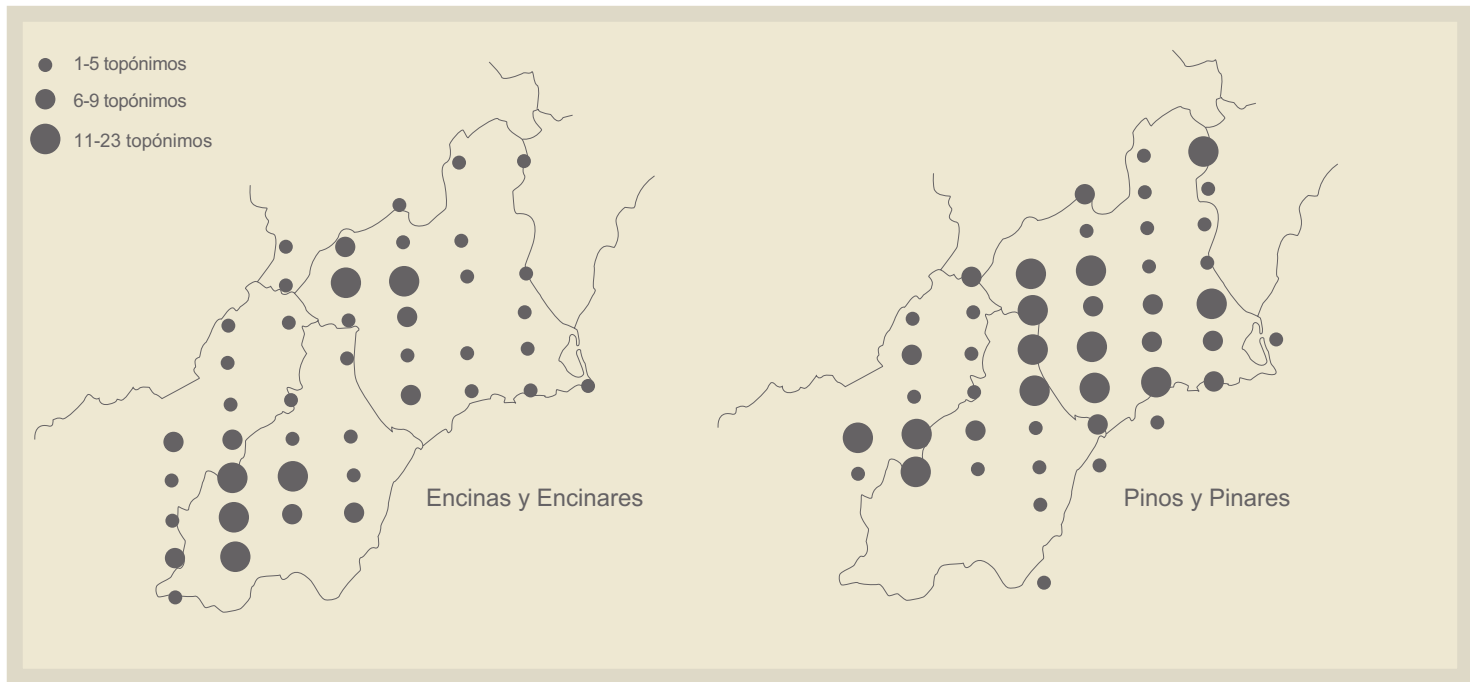 1-5 topónimos
6-9 topónimos
11-23 topónimos
Encinas y Encinares
Pinos y Pinares